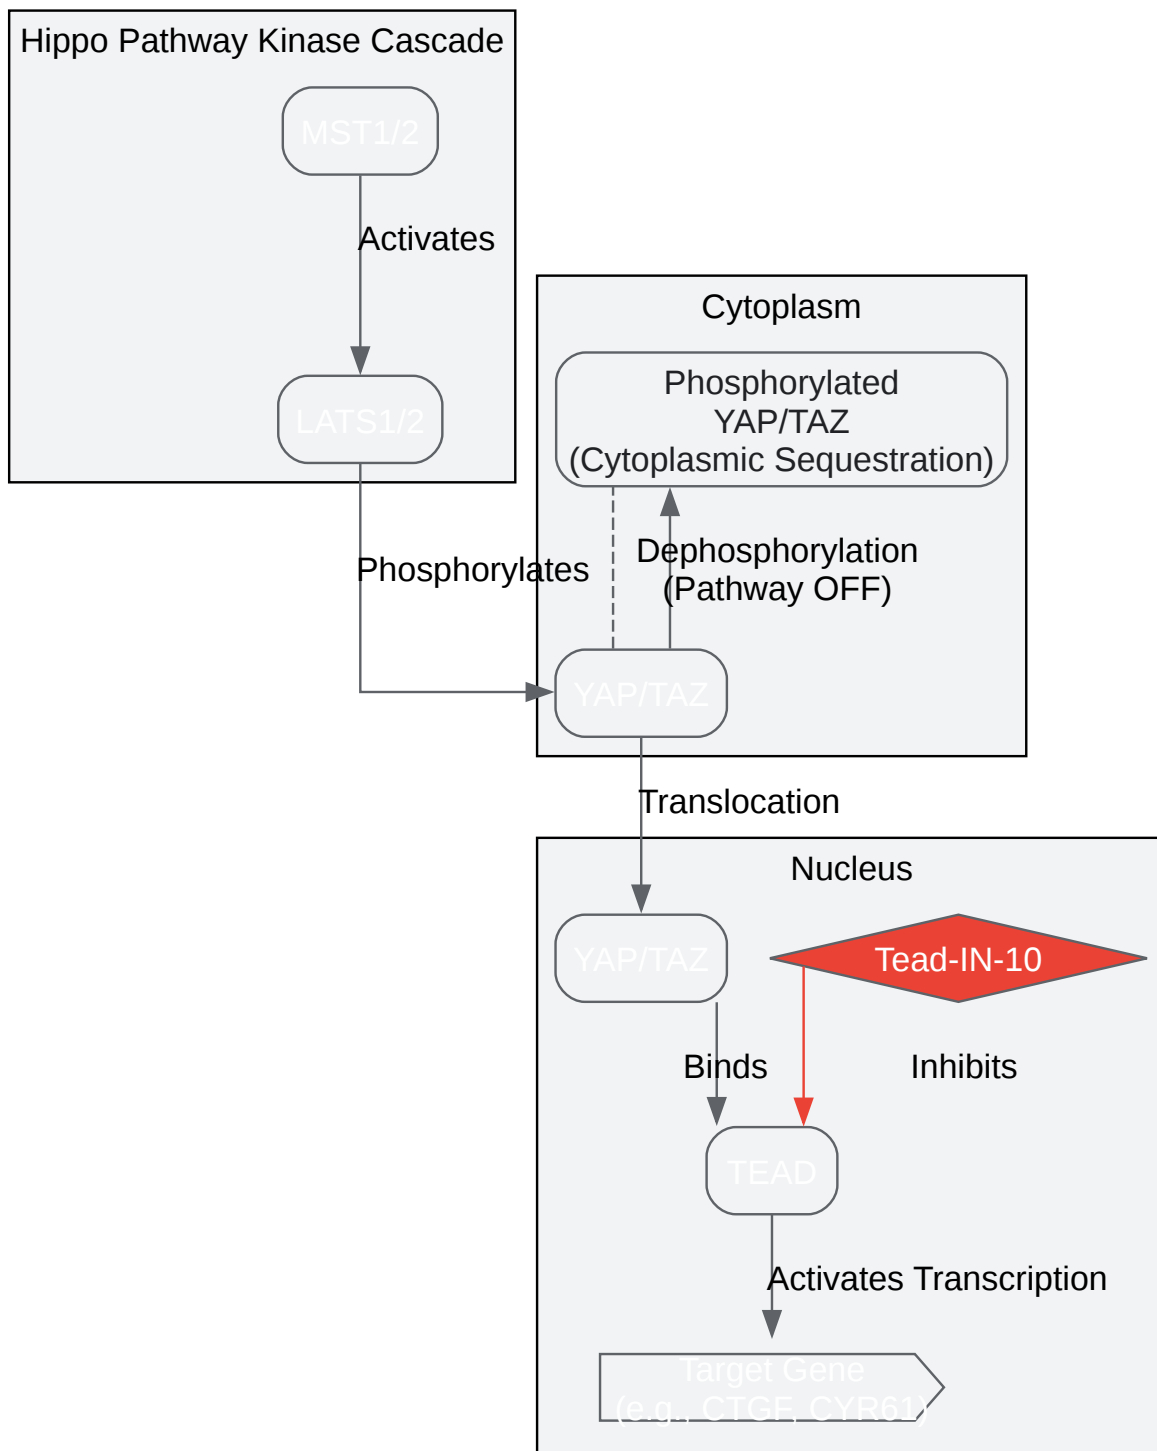 Hippo Pathway Kinase Cascade
MST1/2
Activates
LATS1/2
Cytoplasm
Phosphorylated
YAP/TAZ
(Cytoplasmic Sequestration)
Phosphorylates
Dephosphorylation
(Pathway OFF)
YAP/TAZ
Translocation
Nucleus
YAP/TAZ
Tead-IN-10
Binds
Inhibits
TEAD
Activates Transcription
Target Gene
(e.g., CTGF, CYR61)